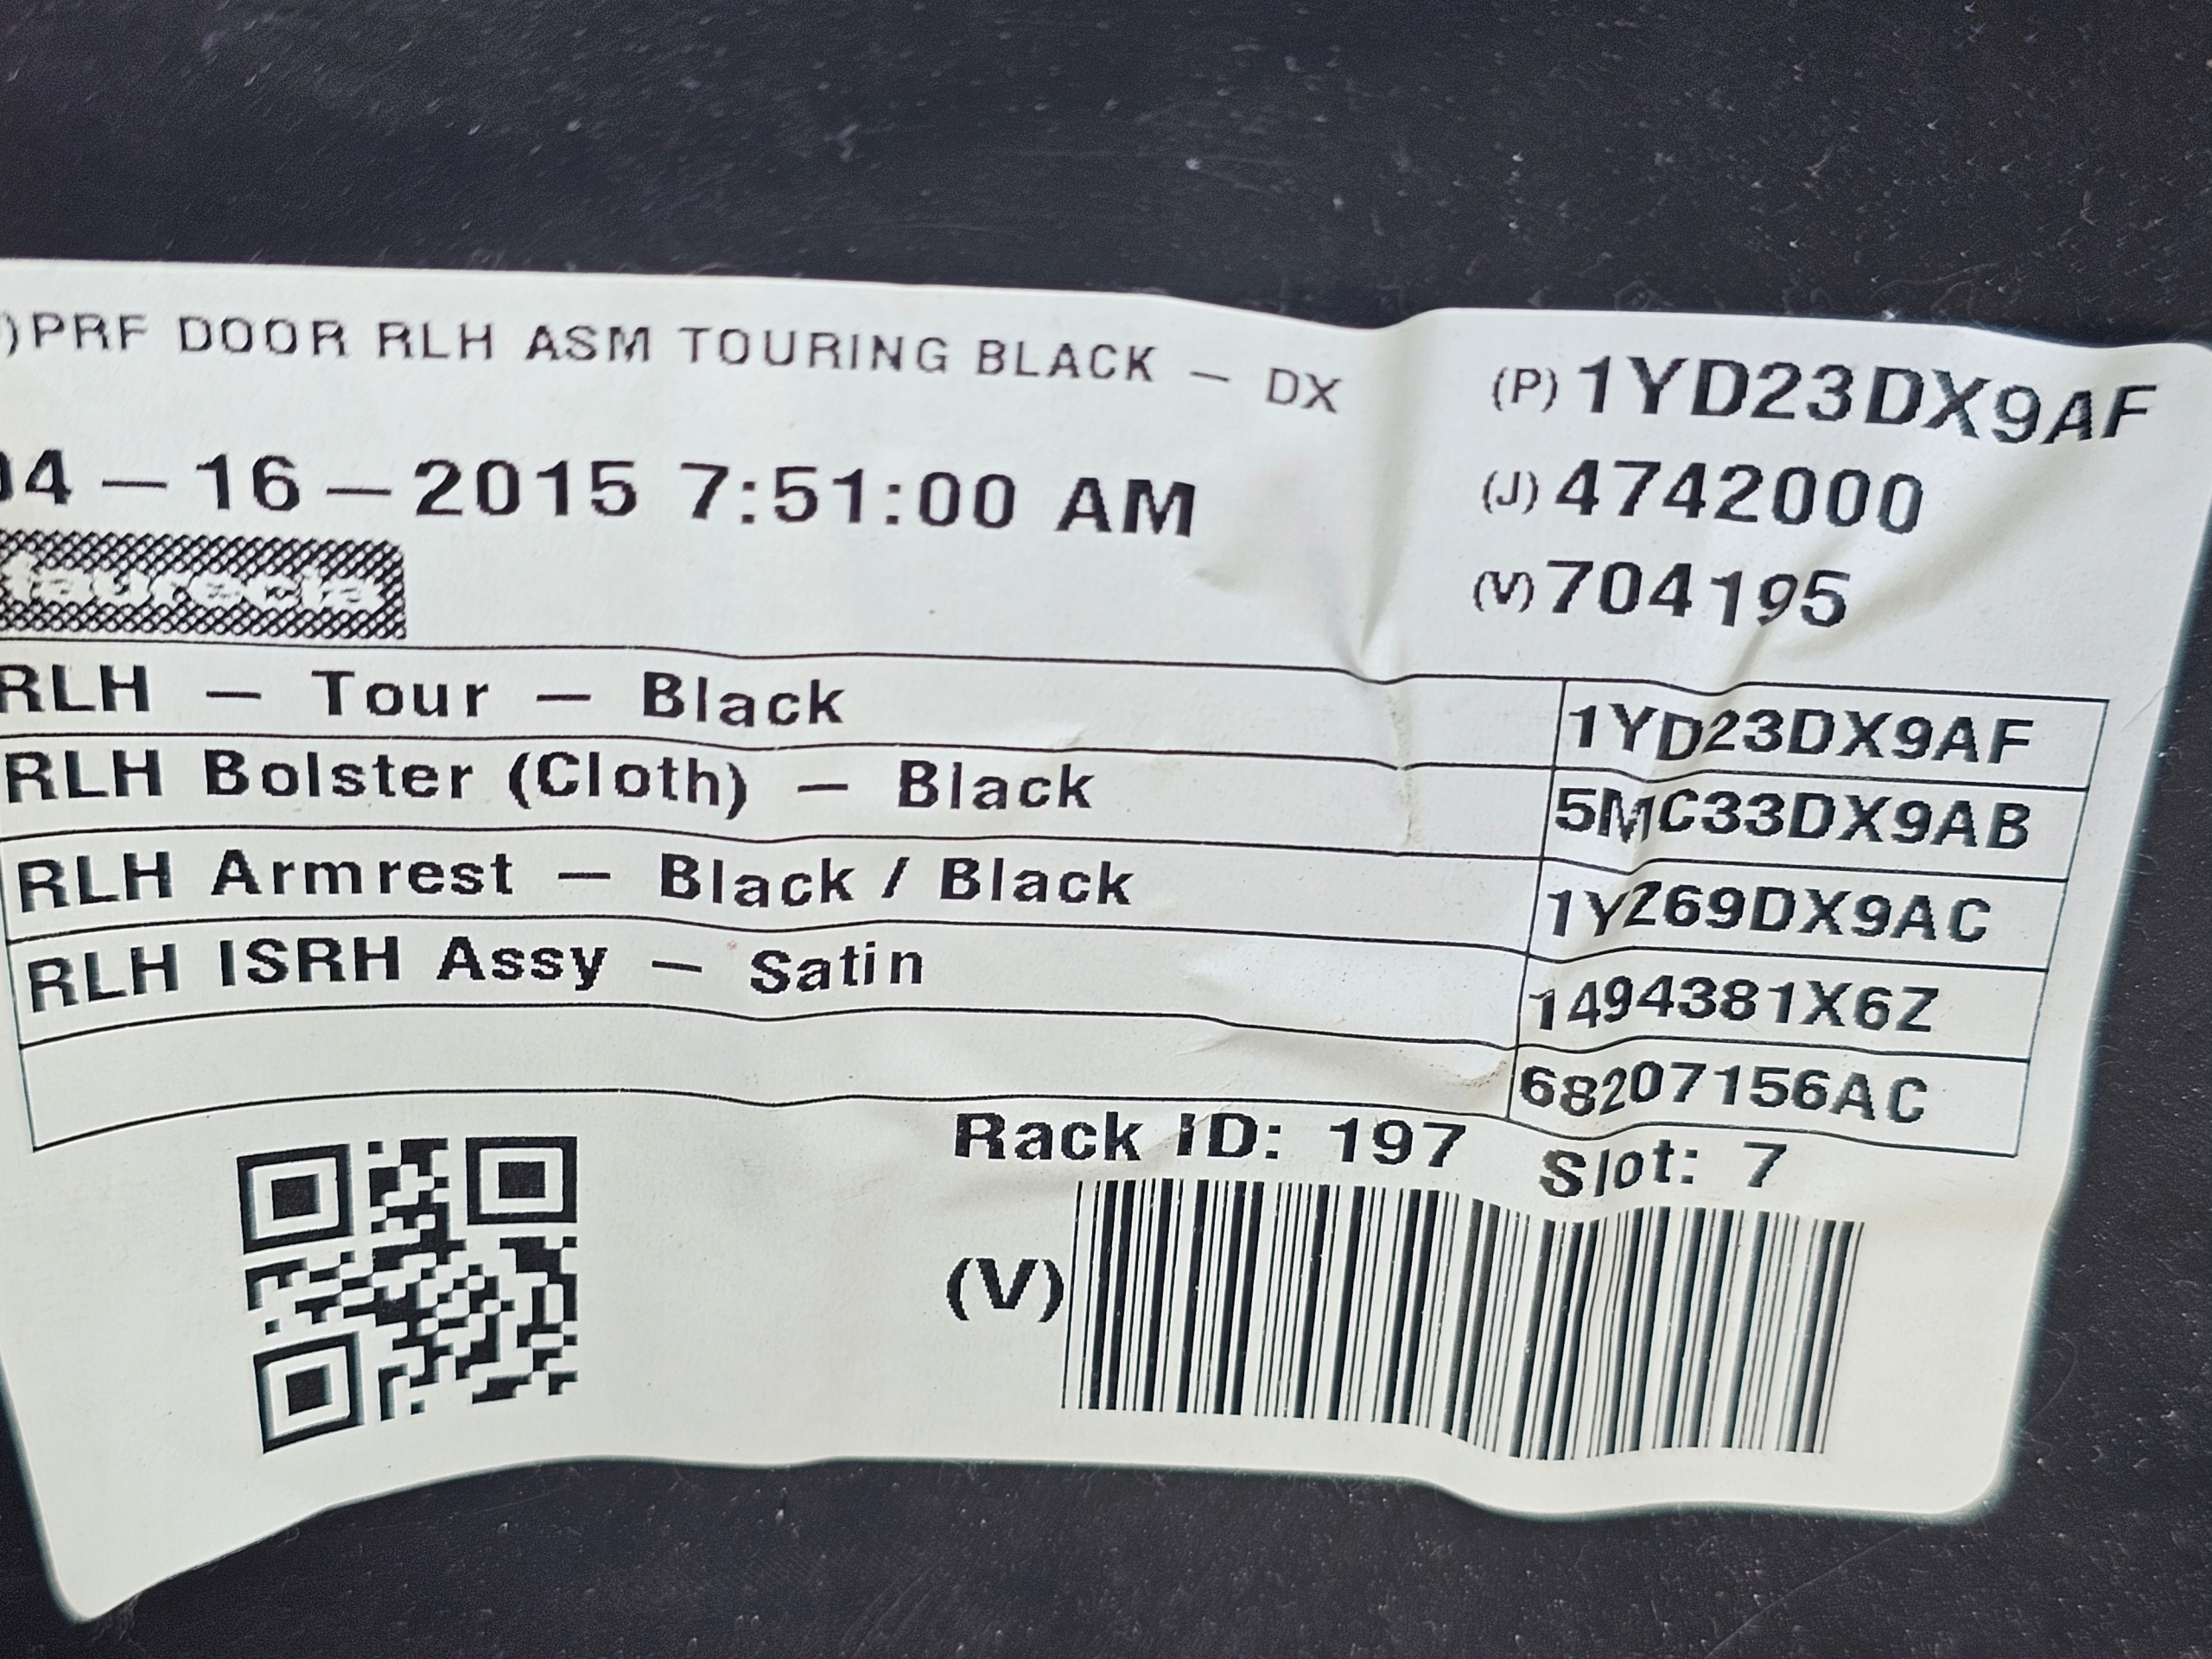 )PRF DOOR RLH ASM TOURING BLACK — DX
(P) 1YD23DX9AF
04 — 16 — 2015 7:51:00 AM
(J) 4742000
faurecia
(V) 704195
RLH — Tour — Black 1YD23DX9AF
RLH Bolster (Cloth) — Black 5MC33DX9AB
RLH Armrest — Black / Black 1YZ69DX9AC
RLH ISRH Assy — Satin 1494381X6Z
68207156AC
Rack ID: 197 Slot: 7
(V)